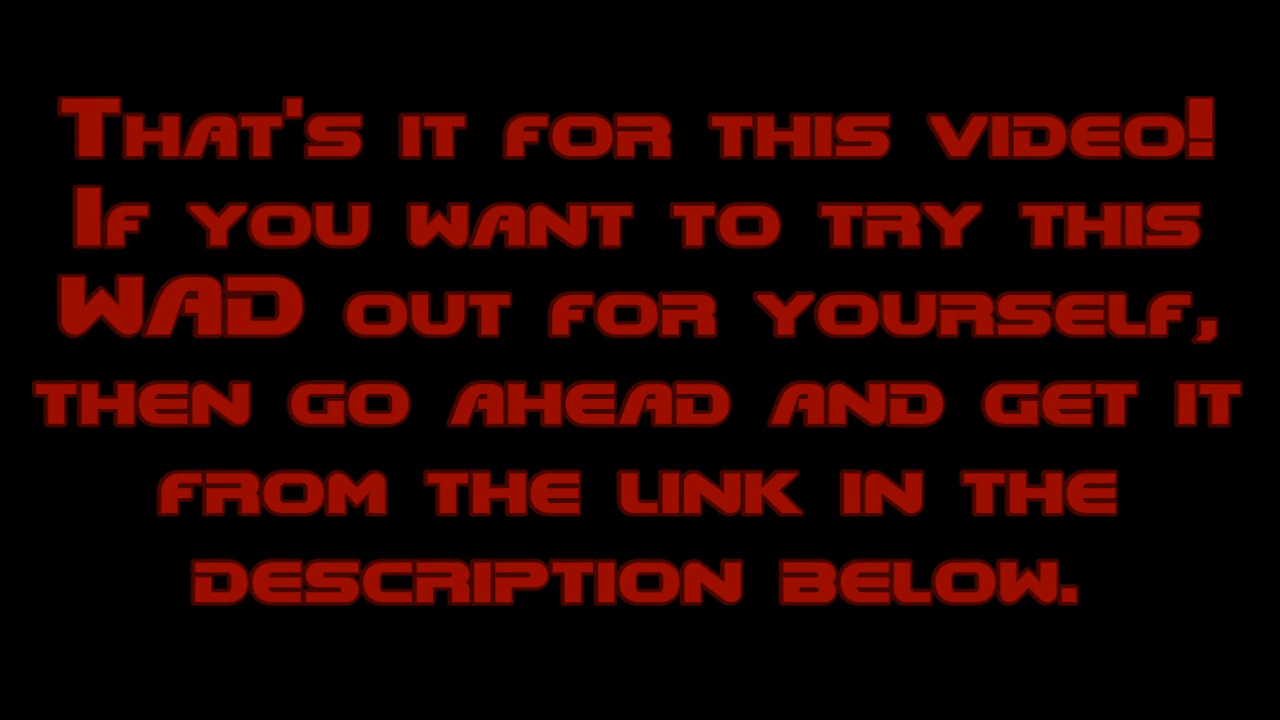 That's it for this video!
If you want to try this
WAD out for yourself,
then go ahead and get it
from the link in the
description below.